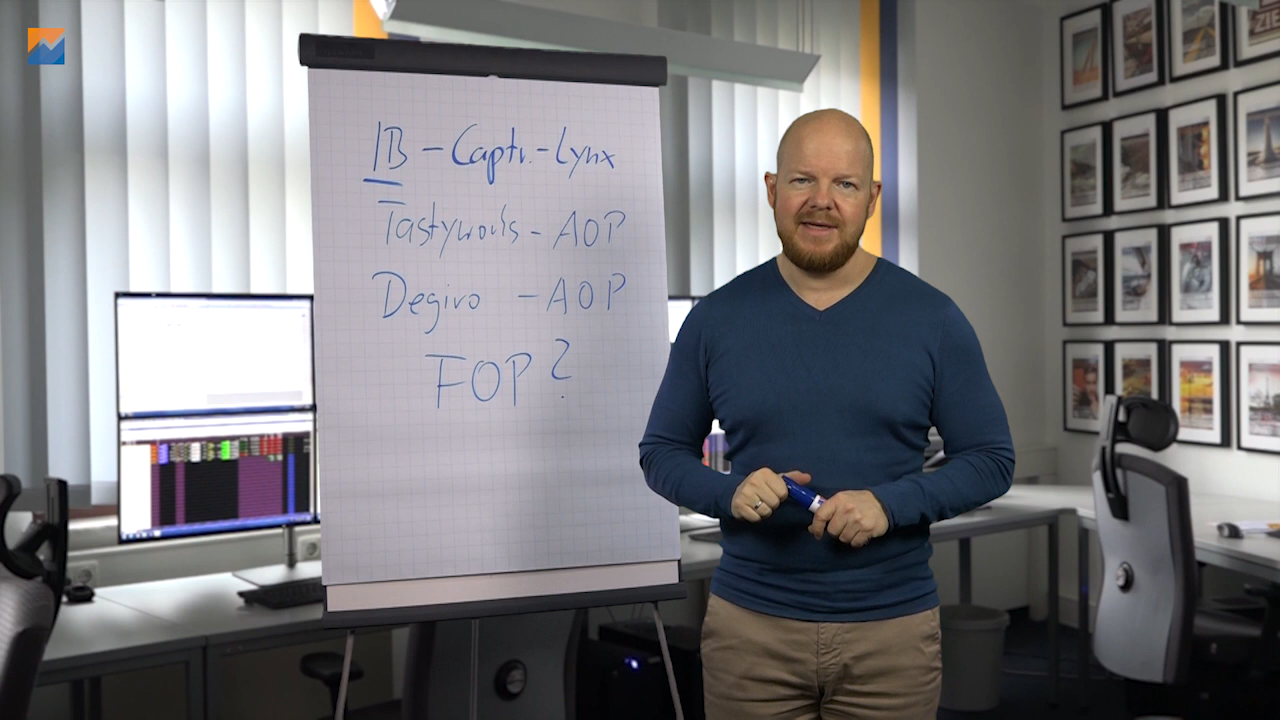 IB - Captr. - Lynx
Tastyworks - AOP
Degiro - AOP
FOP?